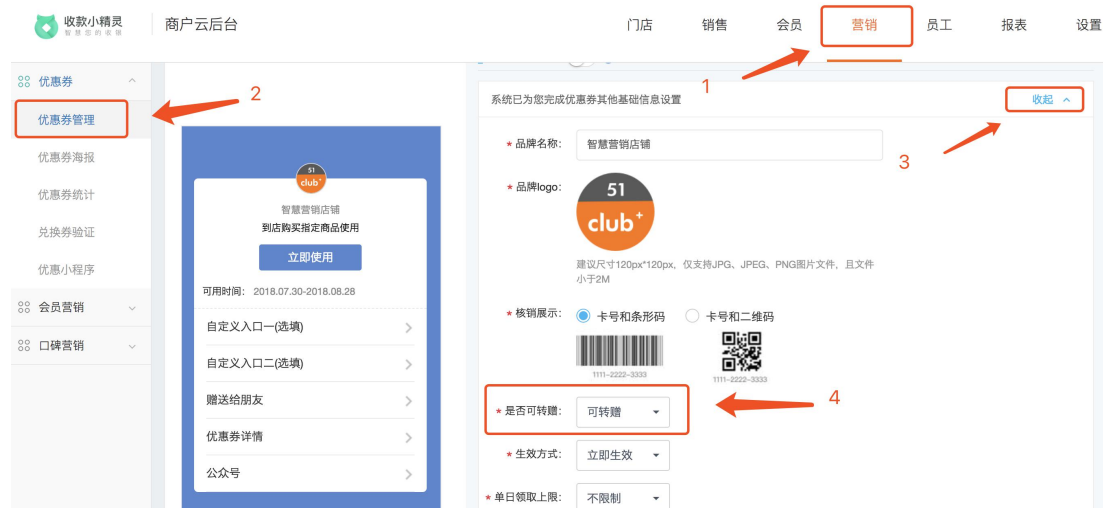 收款小精灵
智慧您的收银
商户云后台
门店
销售
会员
营销
员工
报表
设置
1
优惠券
2
优惠券管理
优惠券海报
优惠券统计
兑换券验证
优惠小程序
会员营销
口碑营销
51
club+
智慧营销店铺
到店购买指定商品使用
立即使用
可用时间: 2018.07.30-2018.08.28
自定义入口一(选填)
自定义入口二(选填)
赠送给朋友
优惠券详情
公众号
系统已为您完成优惠券其他基础信息设置
收起
3
* 品牌名称: 智慧营销店铺
* 品牌logo:
51
club+
建议尺寸120px*120px, 仅支持JPG、JPEG、PNG图片文件, 且文件
小于2M
* 核销展示: 卡号和条形码 卡号和二维码
1111-2222-3333
1111-2222-3333
* 是否可转赠: 可转赠
4
* 生效方式: 立即生效
* 单日领取上限: 不限制